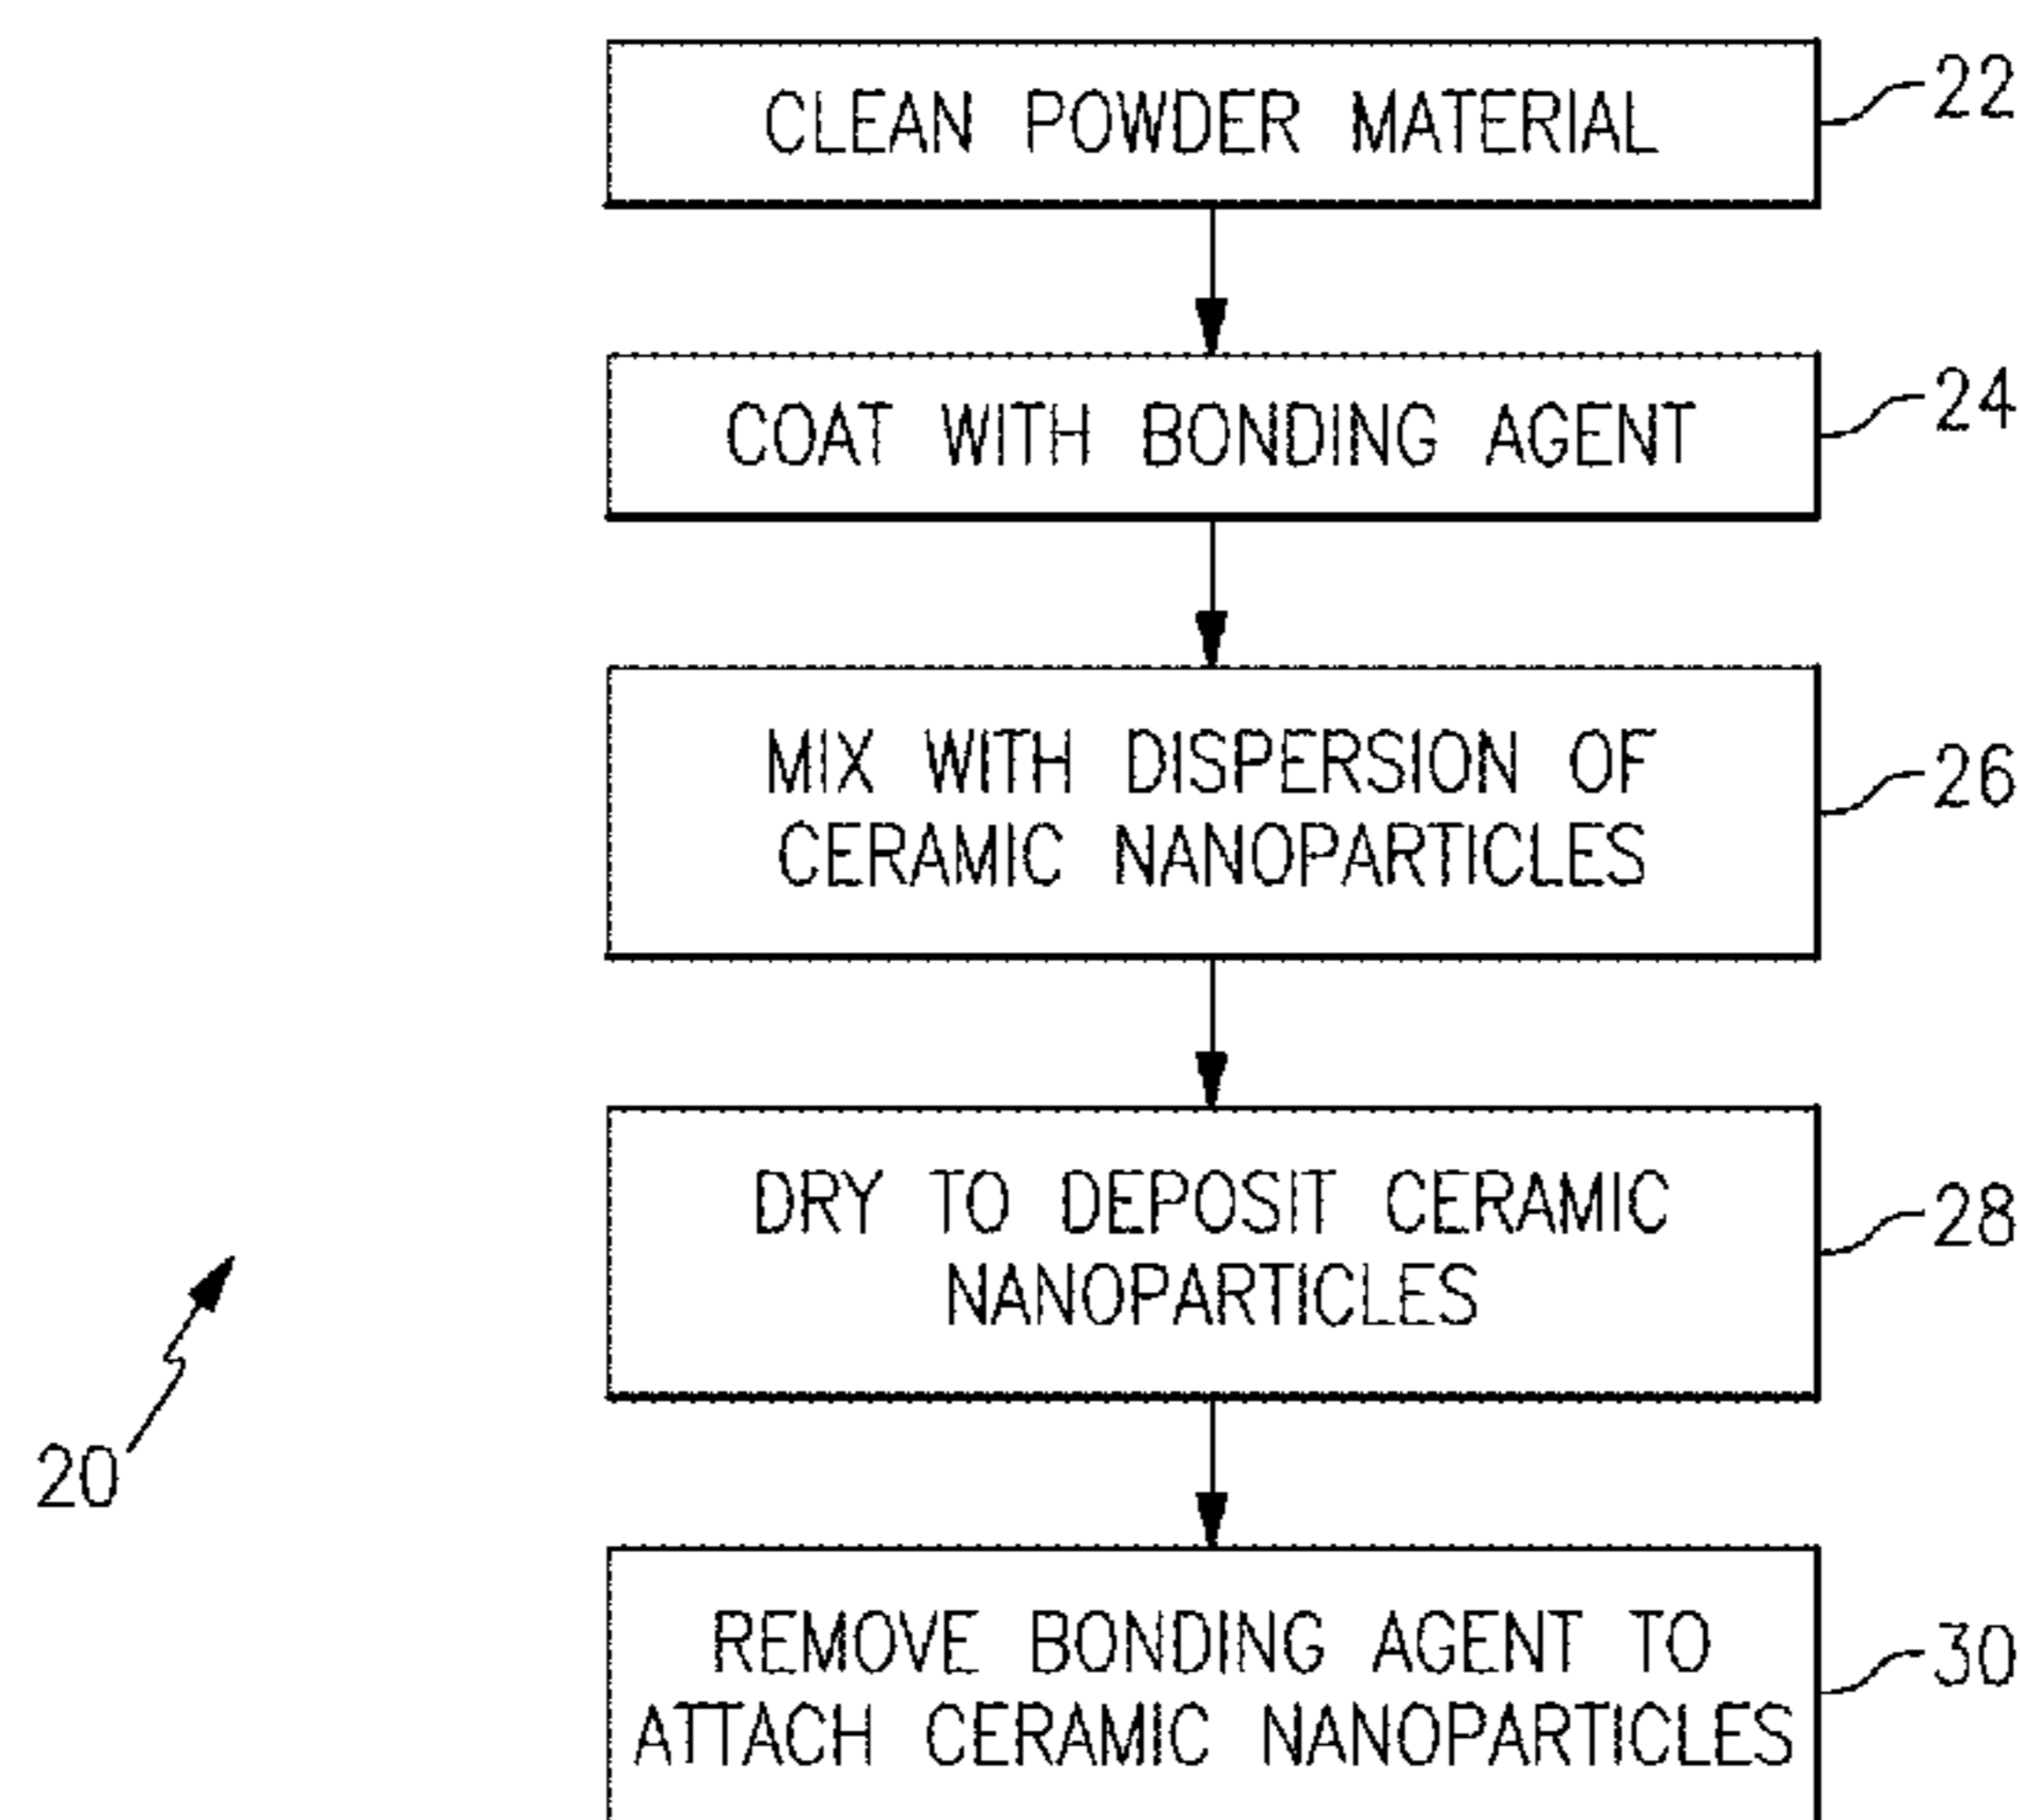 CLEAN POWDER MATERIAL
22
COAT WITH BONDING AGENT
24
MIX WITH DISPERSION OF
CERAMIC NANOPARTICLES
26
DRY TO DEPOSIT CERAMIC
NANOPARTICLES
28
20
REMOVE BONDING AGENT TO
ATTACH CERAMIC NANOPARTICLES
30